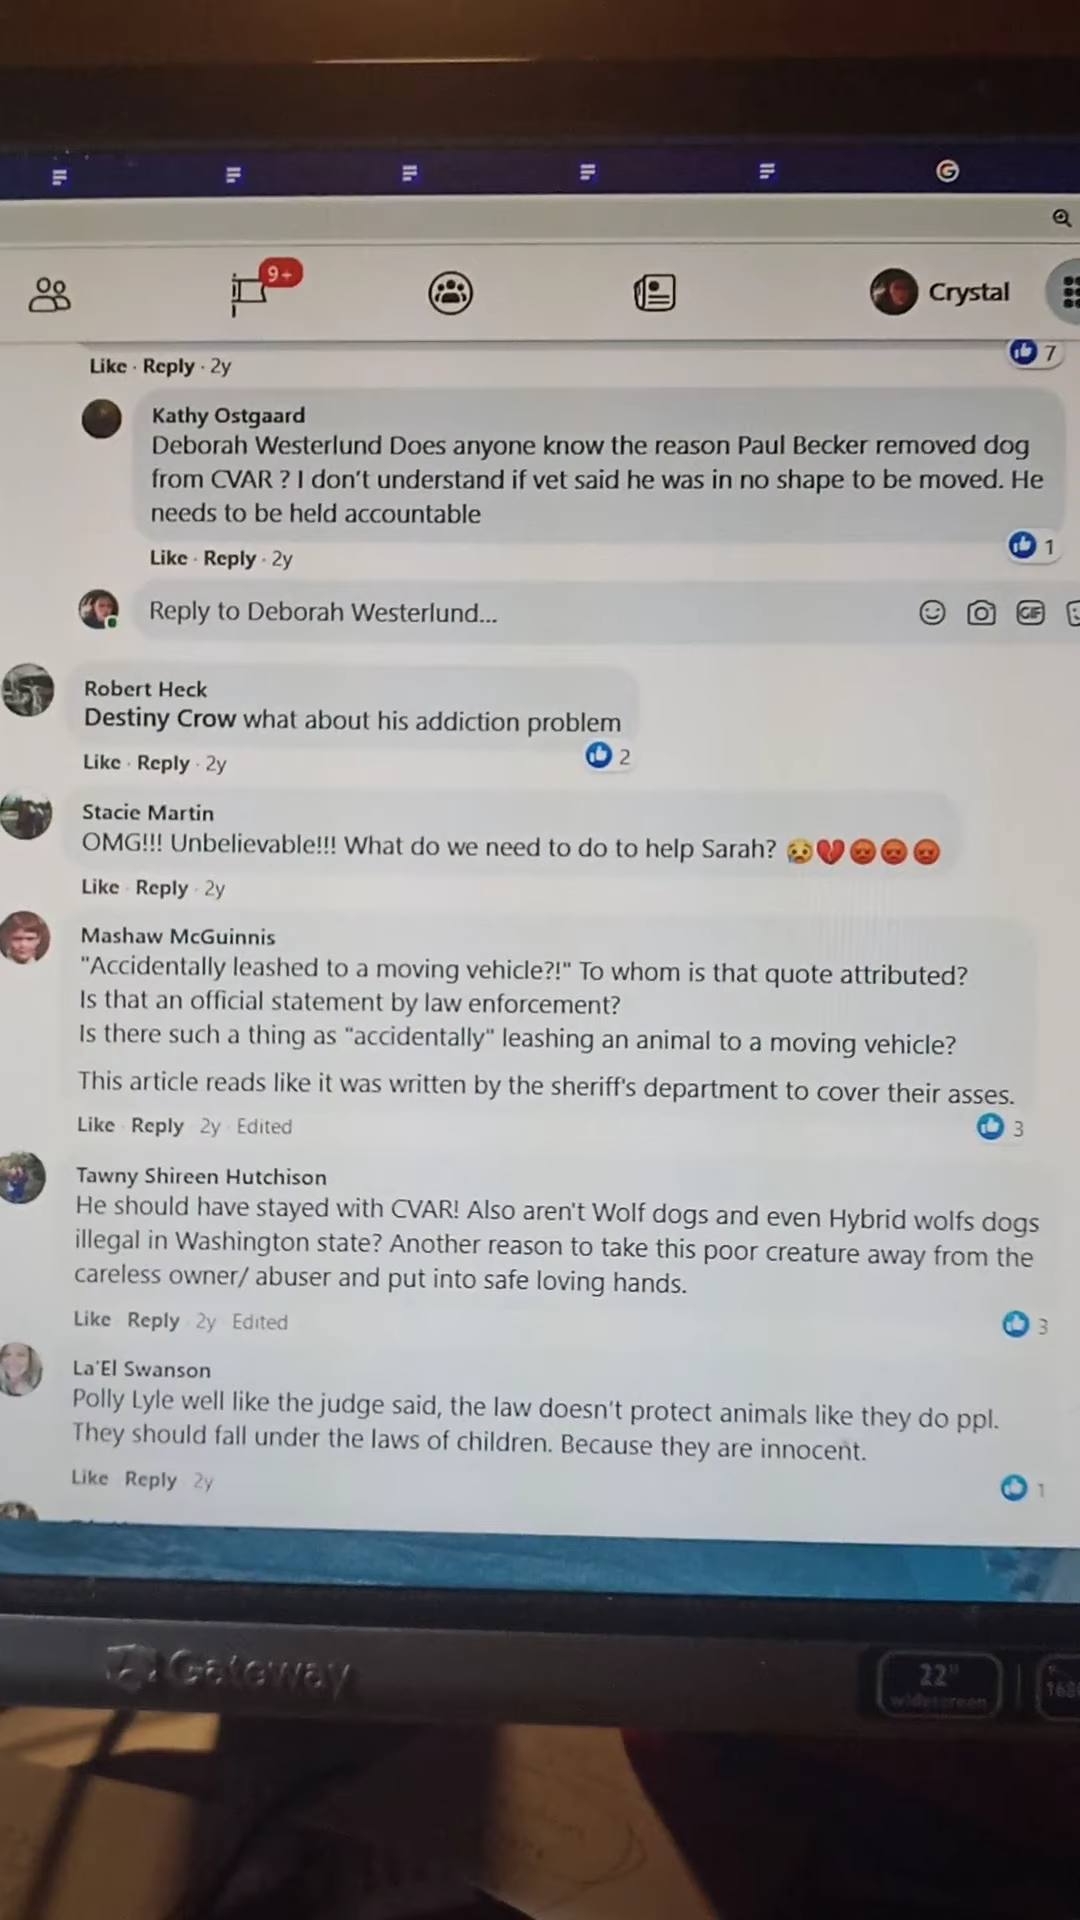 9+
Crystal
Like · Reply · 2y
7
Kathy Ostgaard
Deborah Westerlund Does anyone know the reason Paul Becker removed dog
from CVAR ? I don't understand if vet said he was in no shape to be moved. He
needs to be held accountable
Like · Reply · 2y
1
Reply to Deborah Westerlund...
GIF
Robert Heck
Destiny Crow what about his addiction problem
Like · Reply · 2y
2
Stacie Martin
OMG!!! Unbelievable!!! What do we need to do to help Sarah? 😥💔😡😡😡
Like · Reply · 2y
Mashaw McGuinnis
"Accidentally leashed to a moving vehicle?!" To whom is that quote attributed?
Is that an official statement by law enforcement?
Is there such a thing as "accidentally" leashing an animal to a moving vehicle?
This article reads like it was written by the sheriff's department to cover their asses.
Like · Reply · 2y · Edited
3
Tawny Shireen Hutchison
He should have stayed with CVAR! Also aren't Wolf dogs and even Hybrid wolfs dogs
illegal in Washington state? Another reason to take this poor creature away from the
careless owner/ abuser and put into safe loving hands.
Like · Reply · 2y · Edited
3
La'El Swanson
Polly Lyle well like the judge said, the law doesn't protect animals like they do ppl.
They should fall under the laws of children. Because they are innocent.
Like · Reply · 2y
1
Gateway
22"
widescreen